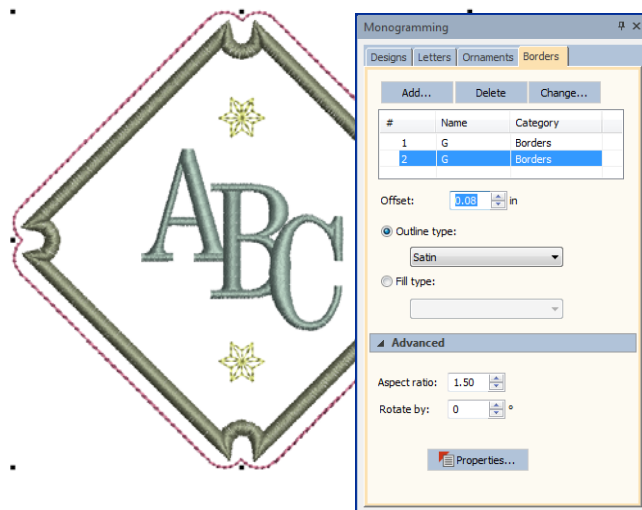 Monogramming
Designs Letters Ornaments Borders
Add... Delete Change...
# Name Category
1 G Borders
2 G Borders
Offset: 0.08 in
Outline type:
Satin
Fill type:
Advanced
Aspect ratio: 1.50
Rotate by: 0 °
Properties...
ABC